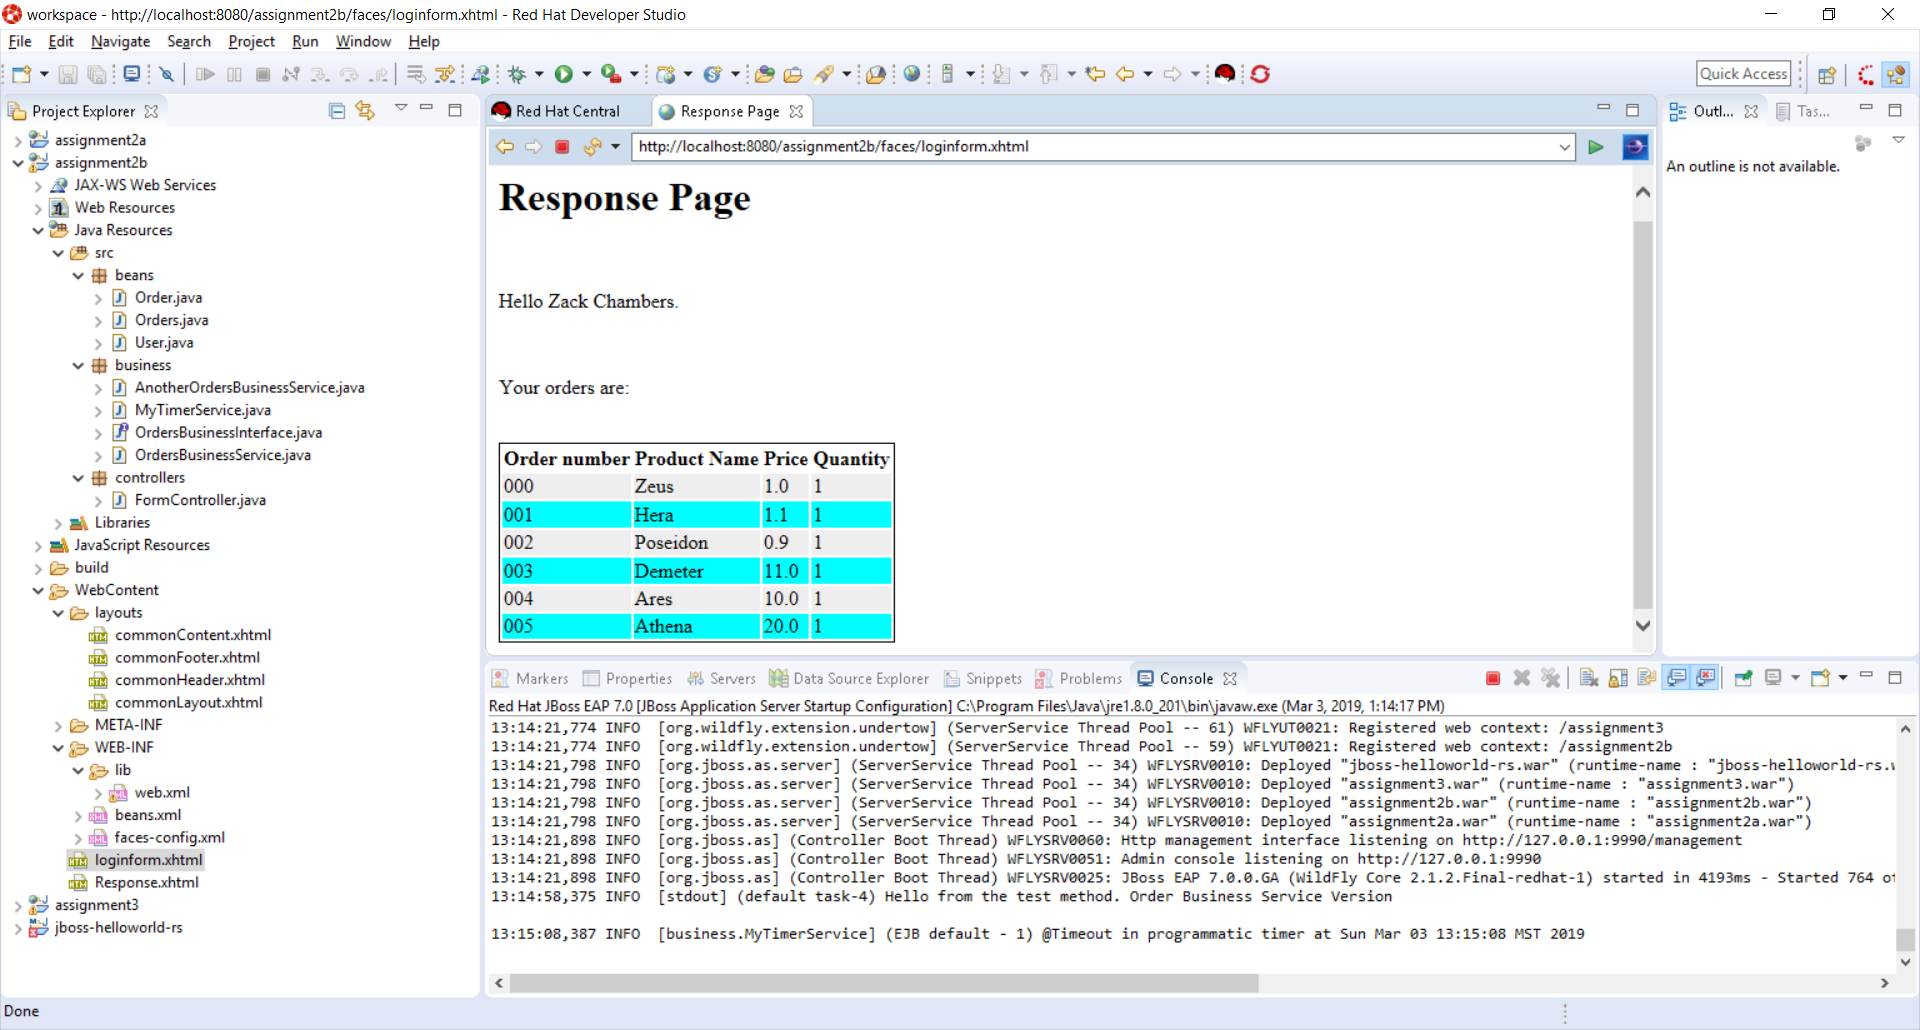 workspace - http://localhost:8080/assignment2b/faces/loginform.xhtml - Red Hat Developer Studio
File Edit Navigate Search Project Run Window Help
Quick Access
Project Explorer
assignment2a
assignment2b
JAX-WS Web Services
Web Resources
Java Resources
src
beans
Order.java
Orders.java
User.java
business
AnotherOrdersBusinessService.java
MyTimerService.java
OrdersBusinessInterface.java
OrdersBusinessService.java
controllers
FormController.java
Libraries
JavaScript Resources
build
WebContent
layouts
commonContent.xhtml
commonFooter.xhtml
commonHeader.xhtml
commonLayout.xhtml
META-INF
WEB-INF
lib
web.xml
beans.xml
faces-config.xml
loginform.xhtml
Response.xhtml
assignment3
jboss-helloworld-rs
Red Hat Central Response Page
http://localhost:8080/assignment2b/faces/loginform.xhtml
Response Page
Hello Zack Chambers.
Your orders are:
Order number Product Name Price Quantity
000 Zeus 1.0 1
001 Hera 1.1 1
002 Poseidon 0.9 1
003 Demeter 11.0 1
004 Ares 10.0 1
005 Athena 20.0 1
Outl... Tas...
An outline is not available.
Markers Properties Servers Data Source Explorer Snippets Problems Console
Red Hat JBoss EAP 7.0 [JBoss Application Server Startup Configuration] C:\Program Files\Java\jre1.8.0_201\bin\javaw.exe (Mar 3, 2019, 1:14:17 PM)
13:14:21,774 INFO [org.wildfly.extension.undertow] (ServerService Thread Pool -- 61) WFLYUT0021: Registered web context: /assignment3
13:14:21,774 INFO [org.wildfly.extension.undertow] (ServerService Thread Pool -- 59) WFLYUT0021: Registered web context: /assignment2b
13:14:21,798 INFO [org.jboss.as.server] (ServerService Thread Pool -- 34) WFLYSRV0010: Deployed "jboss-helloworld-rs.war" (runtime-name : "jboss-helloworld-rs.w
13:14:21,798 INFO [org.jboss.as.server] (ServerService Thread Pool -- 34) WFLYSRV0010: Deployed "assignment3.war" (runtime-name : "assignment3.war")
13:14:21,798 INFO [org.jboss.as.server] (ServerService Thread Pool -- 34) WFLYSRV0010: Deployed "assignment2b.war" (runtime-name : "assignment2b.war")
13:14:21,798 INFO [org.jboss.as.server] (ServerService Thread Pool -- 34) WFLYSRV0010: Deployed "assignment2a.war" (runtime-name : "assignment2a.war")
13:14:21,898 INFO [org.jboss.as] (Controller Boot Thread) WFLYSRV0060: Http management interface listening on http://127.0.0.1:9990/management
13:14:21,898 INFO [org.jboss.as] (Controller Boot Thread) WFLYSRV0051: Admin console listening on http://127.0.0.1:9990
13:14:21,898 INFO [org.jboss.as] (Controller Boot Thread) WFLYSRV0025: JBoss EAP 7.0.0.GA (WildFly Core 2.1.2.Final-redhat-1) started in 4193ms - Started 764 of
13:14:58,375 INFO [stdout] (default task-4) Hello from the test method. Order Business Service Version
13:15:08,387 INFO [business.MyTimerService] (EJB default - 1) @Timeout in programmatic timer at Sun Mar 03 13:15:08 MST 2019
Done